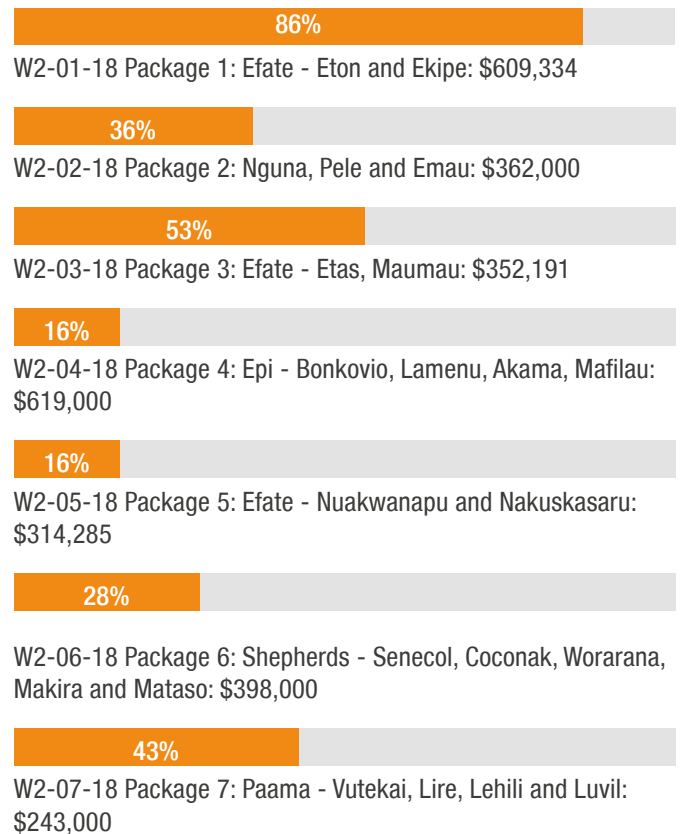 86%
W2-01-18 Package 1: Efate - Eton and Ekipe: $609,334
36%
W2-02-18 Package 2: Nguna, Pele and Emau: $362,000
53%
W2-03-18 Package 3: Efate - Etas, Maumau: $352,191
16%
W2-04-18 Package 4: Epi - Bonkovio, Lamenu, Akama, Mafilau:
$619,000
16%
W2-05-18 Package 5: Efate - Nuakwanapu and Nakuskasaru:
$314,285
28%
W2-06-18 Package 6: Shepherds - Senecol, Coconak, Worarana,
Makira and Mataso: $398,000
43%
W2-07-18 Package 7: Paama - Vutekai, Lire, Lehili and Luvil:
$243,000